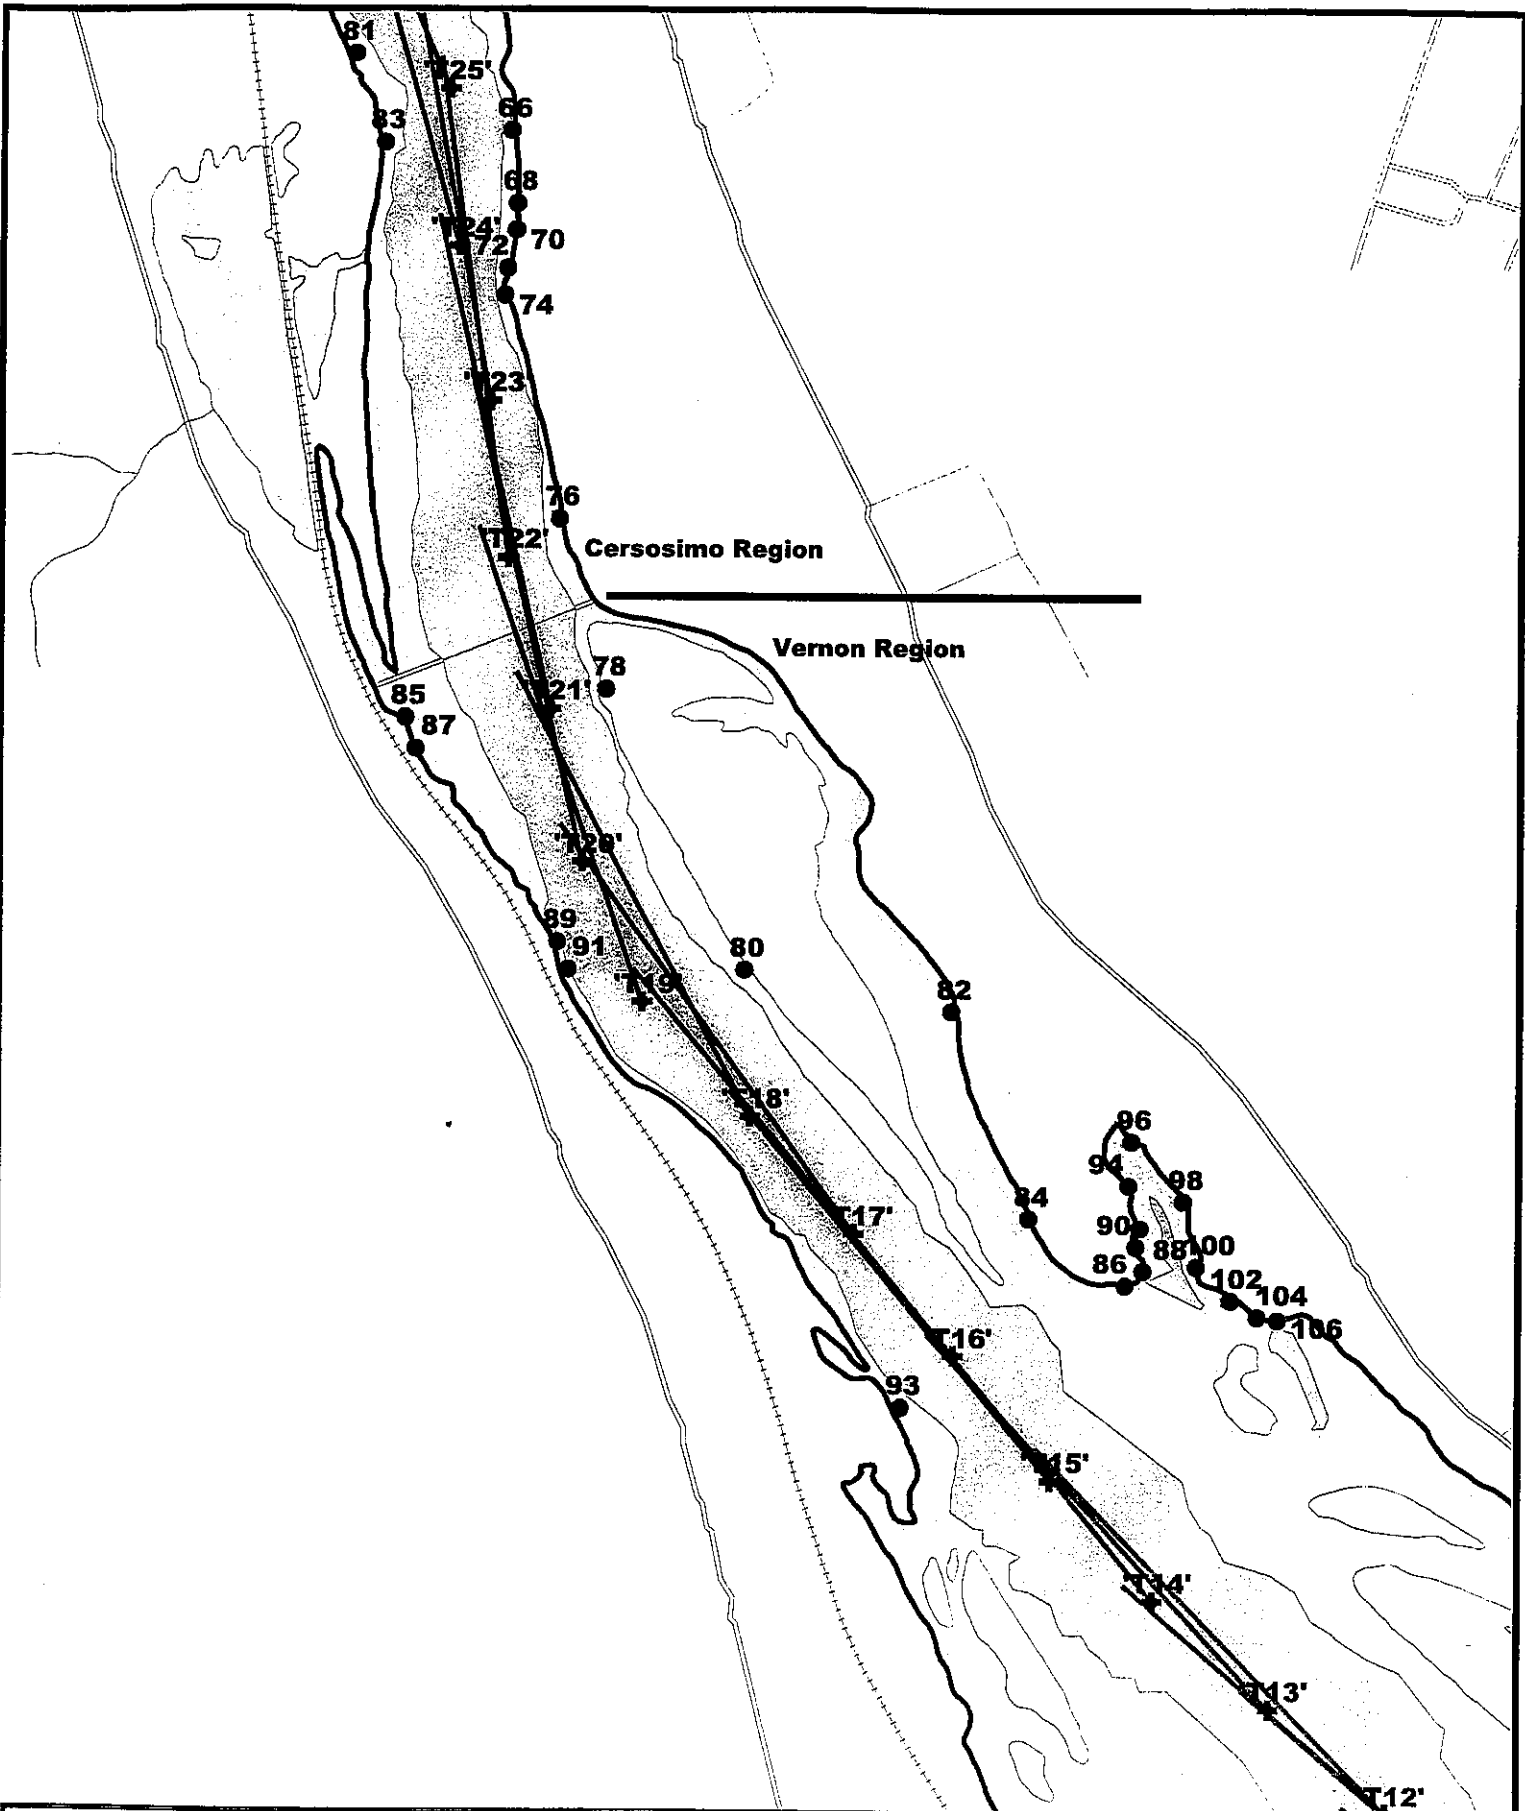 81
'T25'
66
83
68
'T24'
70
72
74
'T23'
76
'T22'
Cersosimo Region
Vernon Region
78
'T21'
85
87
'T20'
89
91
80
'T19'
82
'T18'
96
94
98
84
'T17'
90
88
100
86
102
104
106
'T16'
93
'T15'
'T14'
'T13'
'T12'